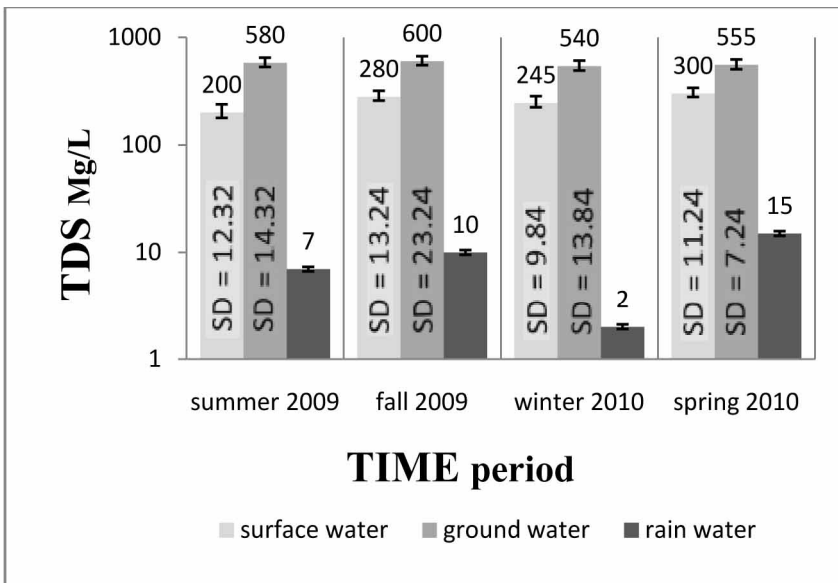 1000
100
10
1
TDS Mg/L
200
580
7
280
600
10
245
540
2
300
555
15
SD = 12.32
SD = 14.32
SD = 13.24
SD = 23.24
SD = 9.84
SD = 13.84
SD = 11.24
SD = 7.24
summer 2009
fall 2009
winter 2010
spring 2010
TIME period
surface water
ground water
rain water